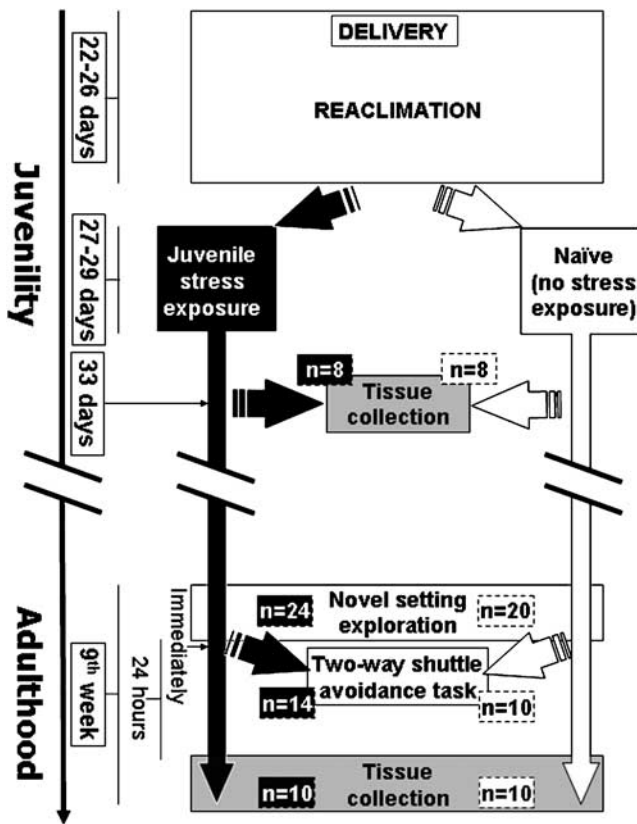 DELIVERY
REACLIMATION
Juvenility
22-26
days
27-29
days
Juvenile
stress
exposure
Naïve
(no stress
exposure)
33
days
n=8
n=8
Tissue
collection
Adulthood
9th week
24 hours
Immediately
n=24
Novel setting
exploration
n=20
Two-way shuttle
avoidance task
n=14
n=10
Tissue
collection
n=10
n=10